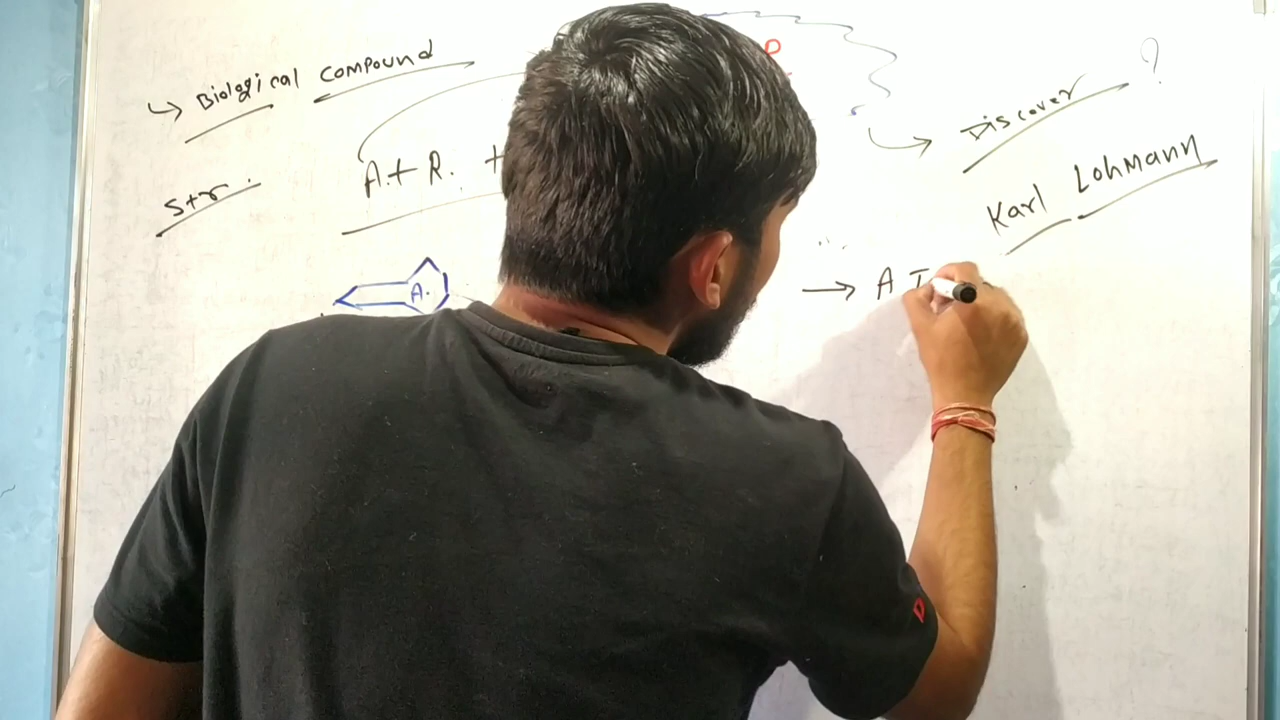 Biological compound
P
Discover ?
A + R. +
str.
Karl Lohmann
A.
→ A T